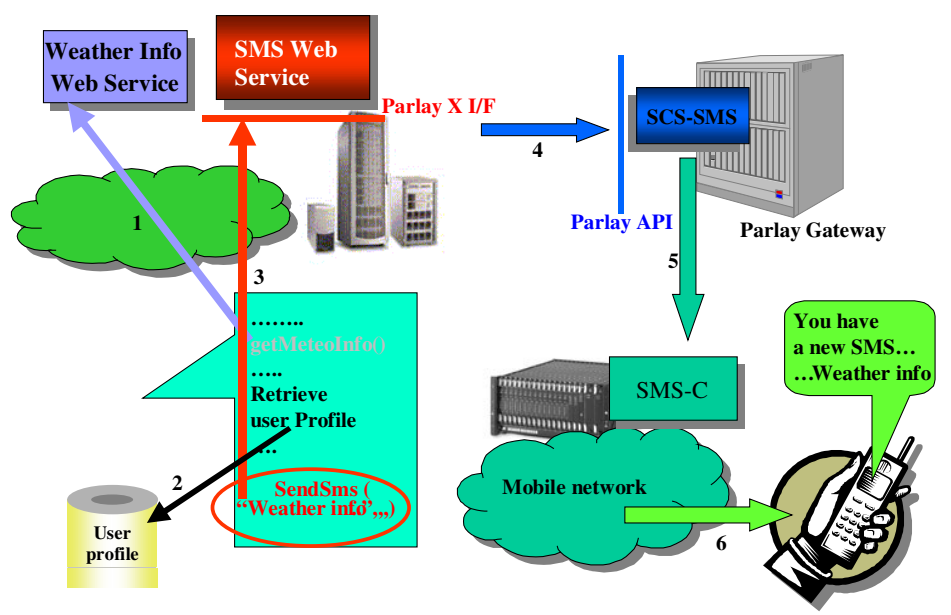 Weather Info
Web Service
SMS Web
Service
Parlay X I/F
4
SCS-SMS
Parlay API
Parlay Gateway
1
3
5
……..
getMeteoInfo()
…..
Retrieve
user Profile
…
SendSms (
“Weather info”,,,)
2
User
profile
SMS-C
Mobile network
6
You have
a new SMS…
…Weather info